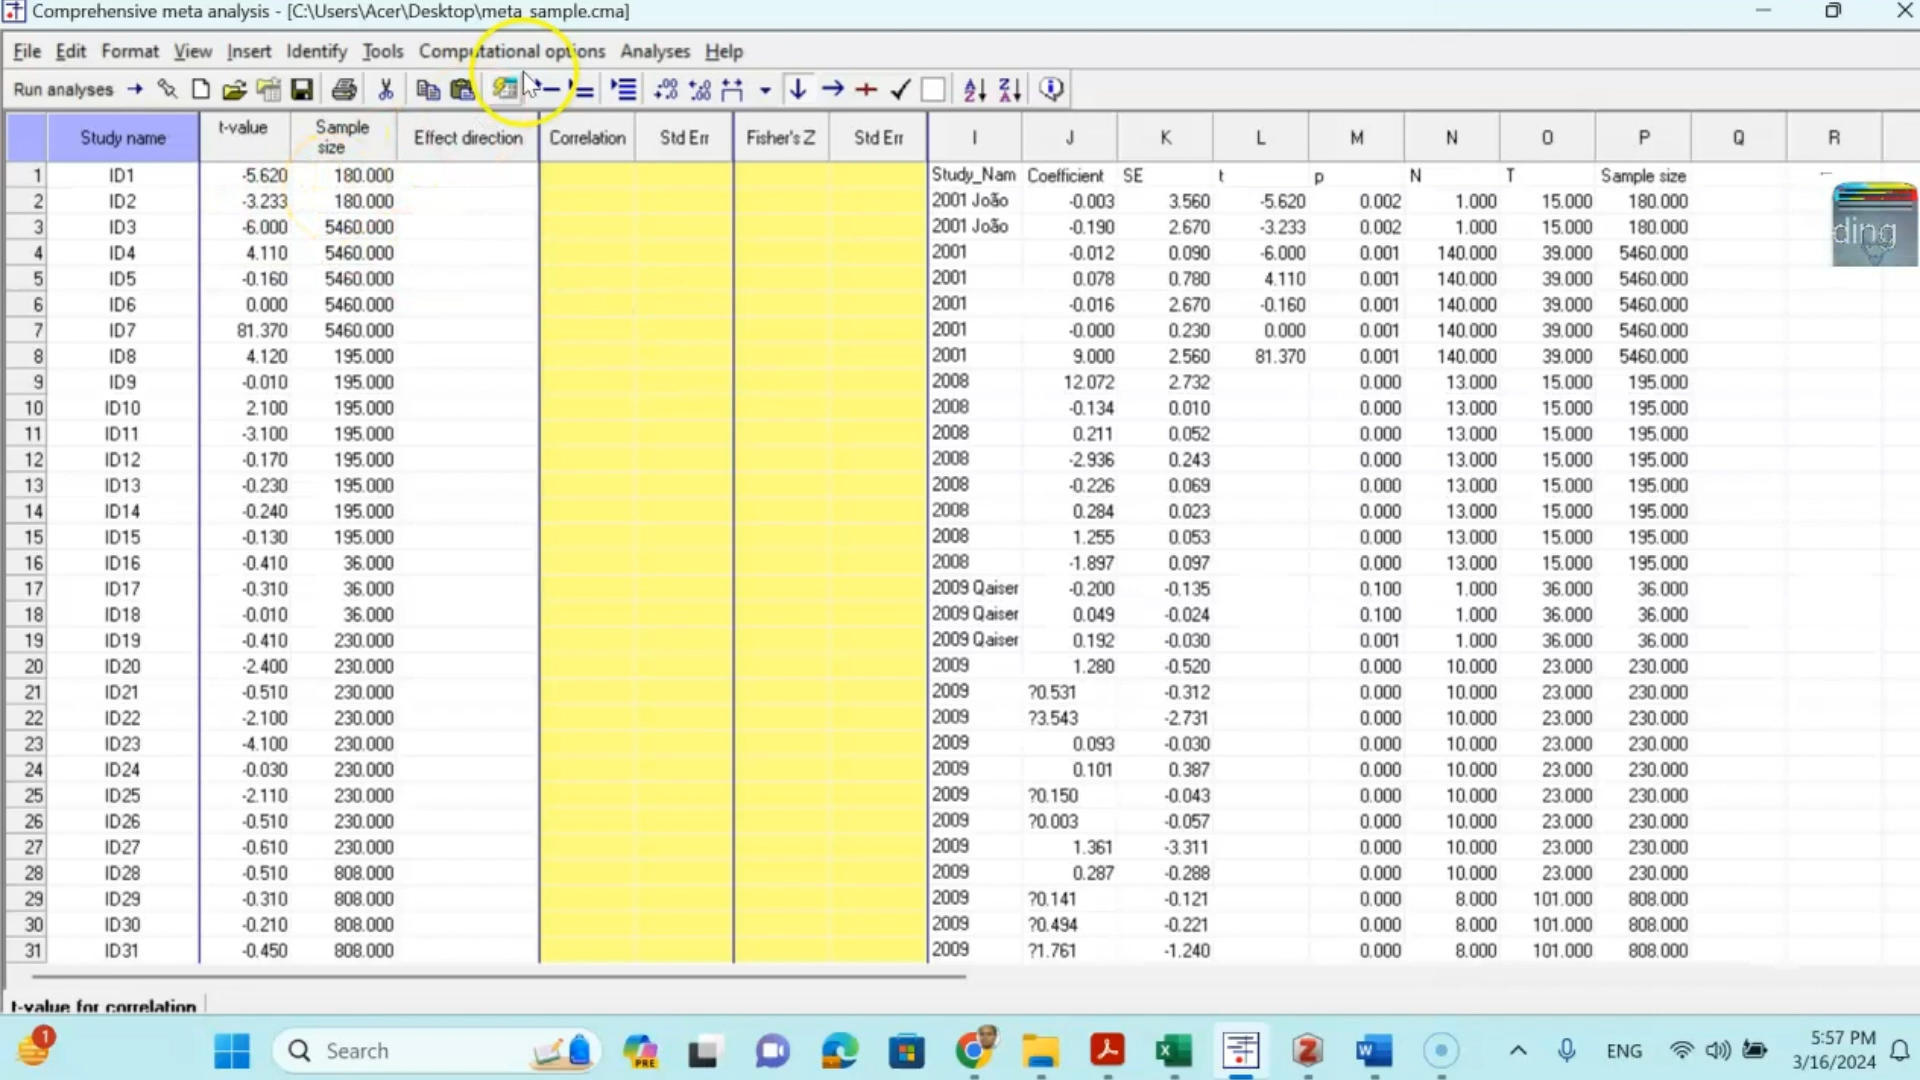 Comprehensive meta analysis - [C:\Users\Acer\Desktop\meta_sample.cma]
File Edit Format View Insert Identify Tools Computational options Analyses Help
Run analyses
Study name t-value Sample size Effect direction Correlation Std Err Fisher's Z Std Err I J K L M N O P Q R
1 ID1 -5.620 180.000 Study_Nam Coefficient SE t p N T Sample size
2 ID2 -3.233 180.000 2001 João -0.003 3.560 -5.620 0.002 1.000 15.000 180.000
3 ID3 -6.000 5460.000 2001 João -0.190 2.670 -3.233 0.002 1.000 15.000 180.000
4 ID4 4.110 5460.000 2001 -0.012 0.090 -6.000 0.001 140.000 39.000 5460.000
5 ID5 -0.160 5460.000 2001 0.078 0.780 4.110 0.001 140.000 39.000 5460.000
6 ID6 0.000 5460.000 2001 -0.016 2.670 -0.160 0.001 140.000 39.000 5460.000
7 ID7 81.370 5460.000 2001 -0.000 0.230 0.000 0.001 140.000 39.000 5460.000
8 ID8 4.120 195.000 2001 9.000 2.560 81.370 0.001 140.000 39.000 5460.000
9 ID9 -0.010 195.000 2008 12.072 2.732 0.000 13.000 15.000 195.000
10 ID10 2.100 195.000 2008 -0.134 0.010 0.000 13.000 15.000 195.000
11 ID11 -3.100 195.000 2008 0.211 0.052 0.000 13.000 15.000 195.000
12 ID12 -0.170 195.000 2008 -2.936 0.243 0.000 13.000 15.000 195.000
13 ID13 -0.230 195.000 2008 -0.226 0.069 0.000 13.000 15.000 195.000
14 ID14 -0.240 195.000 2008 0.284 0.023 0.000 13.000 15.000 195.000
15 ID15 -0.130 195.000 2008 1.255 0.053 0.000 13.000 15.000 195.000
16 ID16 -0.410 36.000 2008 -1.897 0.097 0.000 13.000 15.000 195.000
17 ID17 -0.310 36.000 2009 Qaiser -0.200 -0.135 0.100 1.000 36.000 36.000
18 ID18 -0.010 36.000 2009 Qaiser 0.049 -0.024 0.100 1.000 36.000 36.000
19 ID19 -0.410 230.000 2009 Qaiser 0.192 -0.030 0.001 1.000 36.000 36.000
20 ID20 -2.400 230.000 2009 1.280 -0.520 0.000 10.000 23.000 230.000
21 ID21 -0.510 230.000 2009 ?0.531 -0.312 0.000 10.000 23.000 230.000
22 ID22 -2.100 230.000 2009 ?3.543 -2.731 0.000 10.000 23.000 230.000
23 ID23 -4.100 230.000 2009 0.093 -0.030 0.000 10.000 23.000 230.000
24 ID24 -0.030 230.000 2009 0.101 0.387 0.000 10.000 23.000 230.000
25 ID25 -2.110 230.000 2009 ?0.150 -0.043 0.000 10.000 23.000 230.000
26 ID26 -0.510 230.000 2009 ?0.003 -0.057 0.000 10.000 23.000 230.000
27 ID27 -0.610 230.000 2009 1.361 -3.311 0.000 10.000 23.000 230.000
28 ID28 -0.510 808.000 2009 0.287 -0.288 0.000 10.000 23.000 230.000
29 ID29 -0.310 808.000 2009 ?0.141 -0.121 0.000 8.000 101.000 808.000
30 ID30 -0.210 808.000 2009 ?0.494 -0.221 0.000 8.000 101.000 808.000
31 ID31 -0.450 808.000 2009 ?1.761 -1.240 0.000 8.000 101.000 808.000
ding
t-value for correlation
1 Search PRE ENG 5:57 PM
3/16/2024